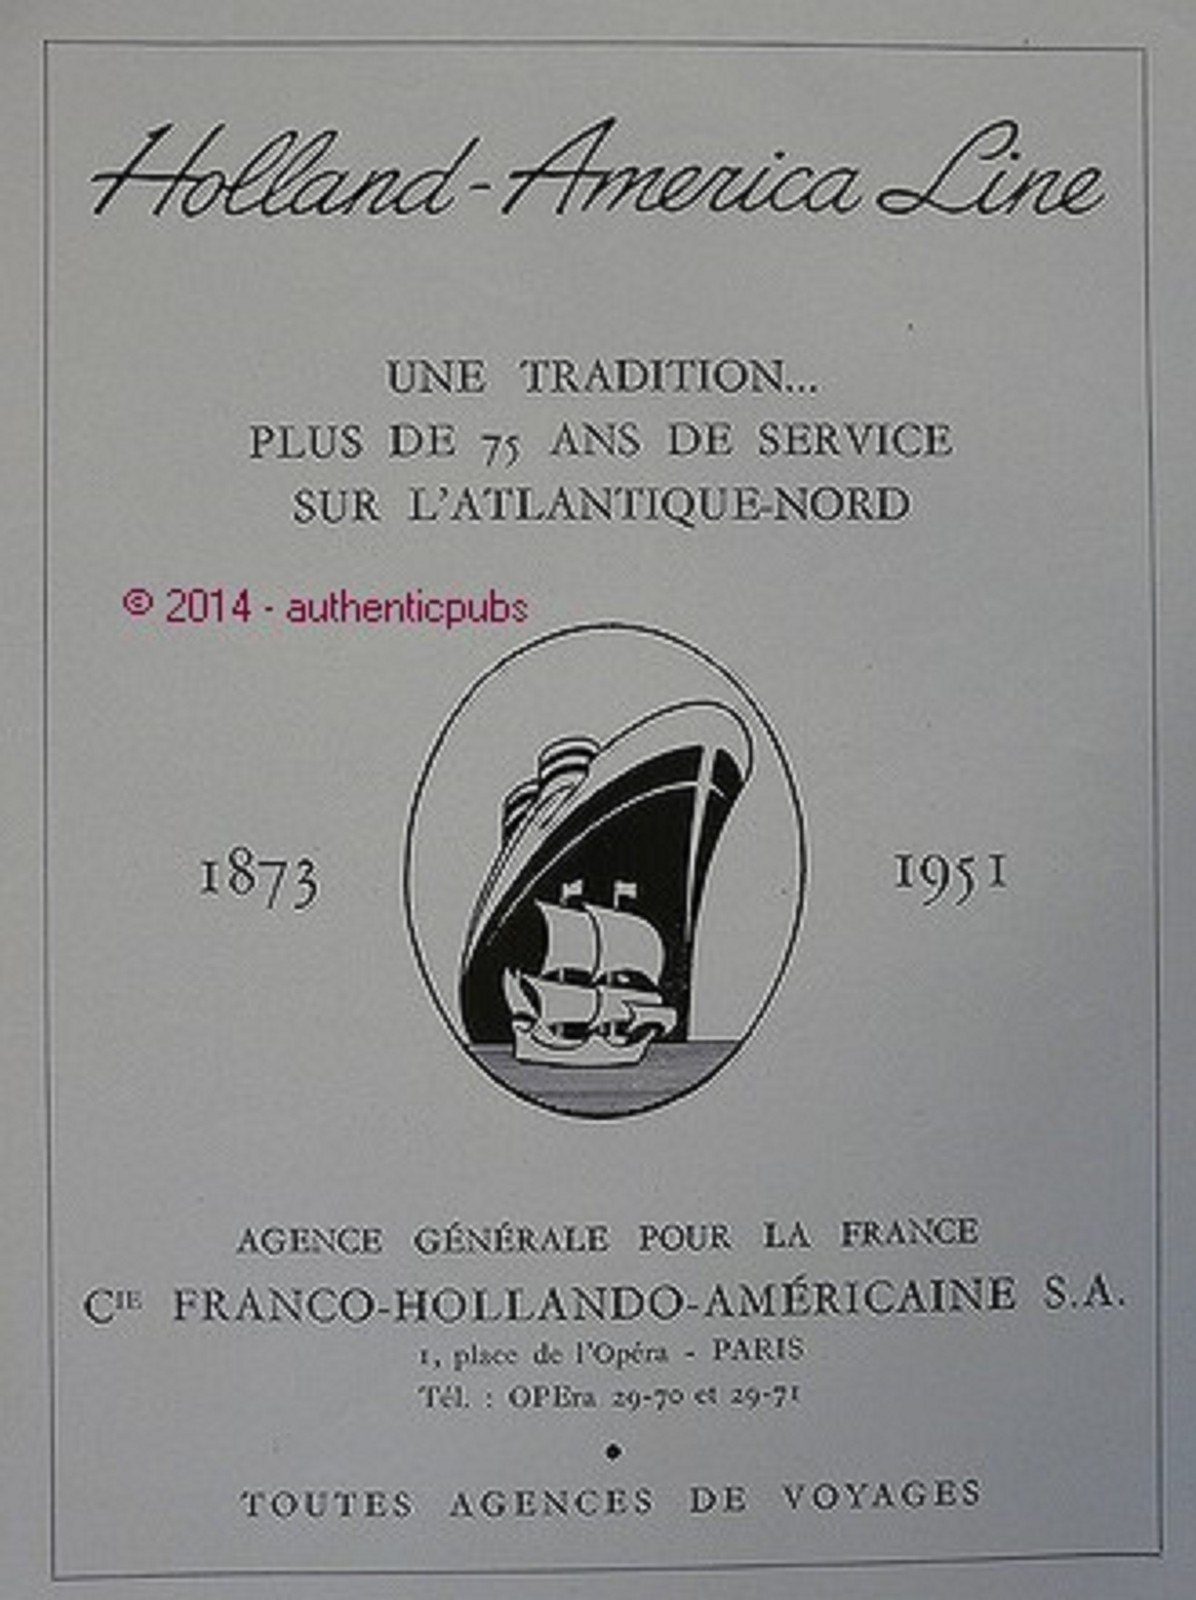 Holland-America Line
UNE TRADITION...
PLUS DE 75 ANS DE SERVICE
SUR L'ATLANTIQUE-NORD
© 2014 - authenticpubs
1873
1951
AGENCE GÉNÉRALE POUR LA FRANCE
CIE FRANCO-HOLLANDO-AMÉRICAINE S.A.
1, place de l'Opéra - PARIS
Tél. : OPEra 29-70 et 29-71
•
TOUTES AGENCES DE VOYAGES